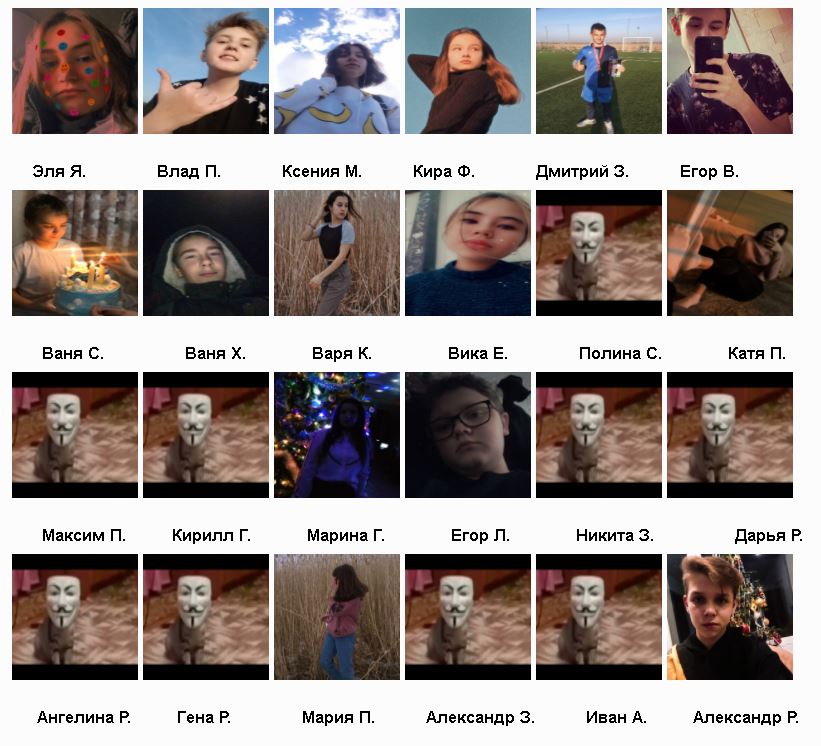 Эля Я. Влад П. Ксения М. Кира Ф. Дмитрий З. Егор В.
Ваня С. Ваня Х. Варя К. Вика Е. Полина С. Катя П.
Максим П. Кирилл Г. Марина Г. Егор Л. Никита З. Дарья Р.
Ангелина Р. Гена Р. Мария П. Александр З. Иван А. Александр Р.